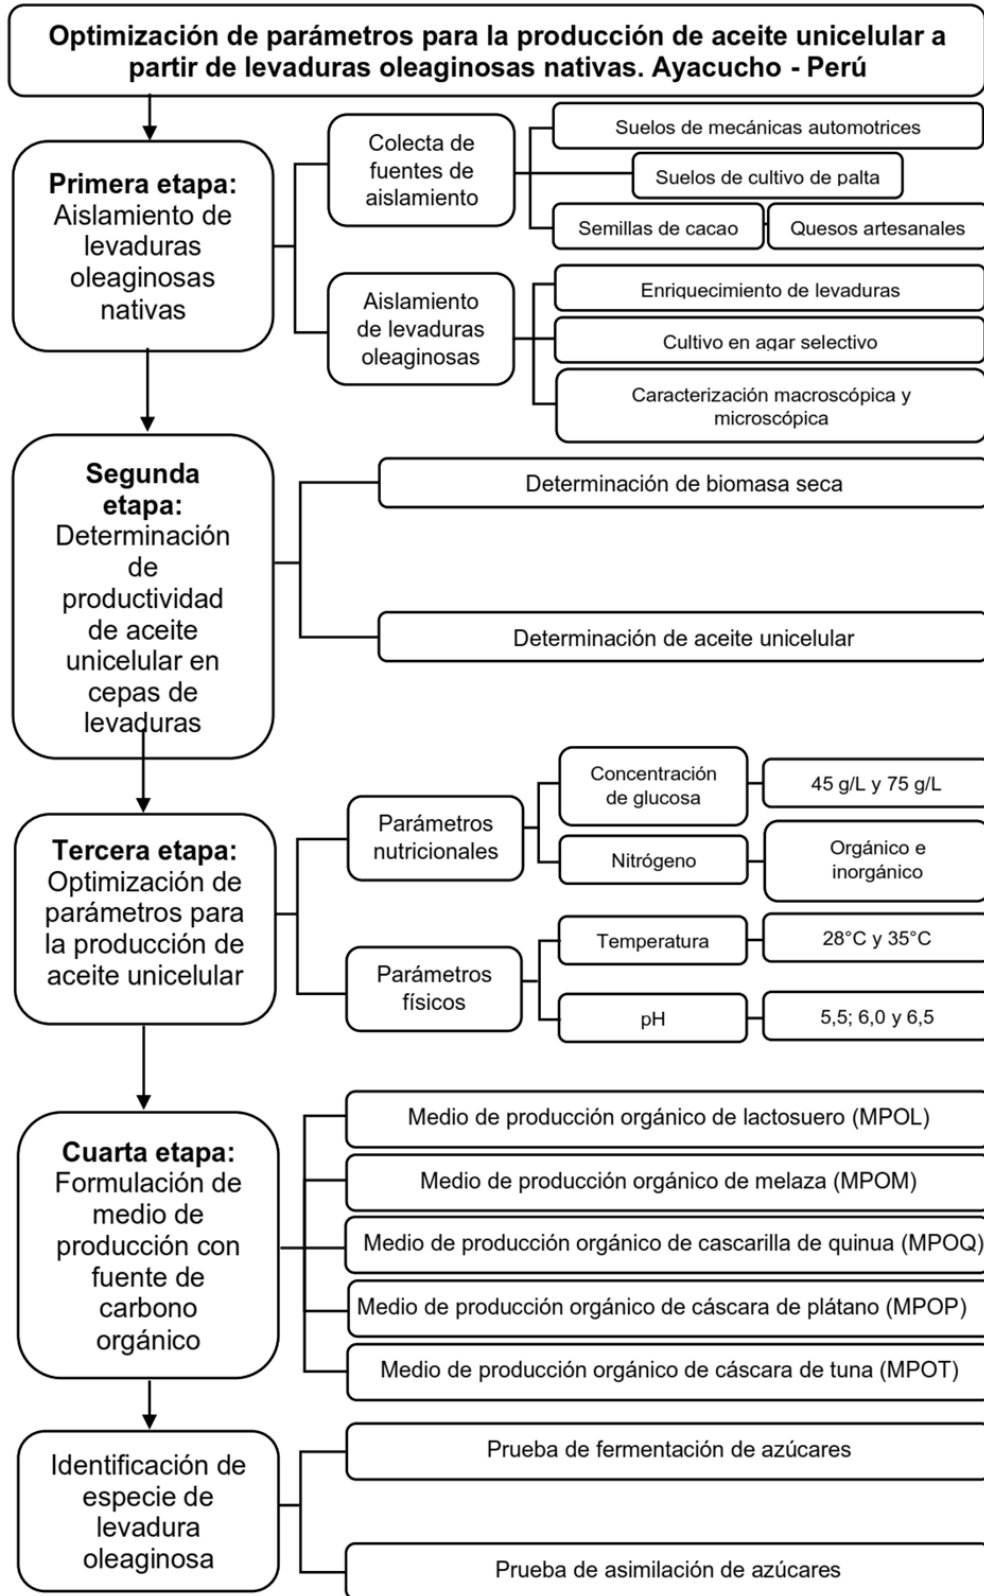 Optimización de parámetros para la producción de aceite unicelular a
partir de levaduras oleaginosas nativas. Ayacucho - Perú
Primera etapa:
Aislamiento de
levaduras
oleaginosas
nativas
Colecta de
fuentes de
aislamiento
Suelos de mecánicas automotrices
Suelos de cultivo de palta
Semillas de cacao
Quesos artesanales
Aislamiento
de levaduras
oleaginosas
Enriquecimiento de levaduras
Cultivo en agar selectivo
Caracterización macroscópica y
microscópica
Segunda
etapa:
Determinación
de
productividad
de aceite
unicelular en
cepas de
levaduras
Determinación de biomasa seca
Determinación de aceite unicelular
Tercera etapa:
Optimización de
parámetros para
la producción de
aceite unicelular
Parámetros
nutricionales
Concentración
de glucosa
45 g/L y 75 g/L
Nitrógeno
Orgánico e
inorgánico
Parámetros
físicos
Temperatura
28°C y 35°C
pH
5,5; 6,0 y 6,5
Cuarta etapa:
Formulación de
medio de
producción con
fuente de
carbono
orgánico
Medio de producción orgánico de lactosuero (MPOL)
Medio de producción orgánico de melaza (MPOM)
Medio de producción orgánico de cascarilla de quinua (MPOQ)
Medio de producción orgánico de cáscara de plátano (MPOP)
Medio de producción orgánico de cáscara de tuna (MPOT)
Identificación de
especie de
levadura
oleaginosa
Prueba de fermentación de azúcares
Prueba de asimilación de azúcares